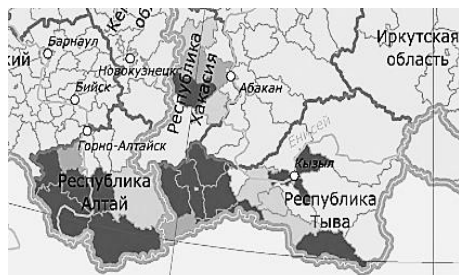 Барнаул
Новокузнецк
Бийск
Горно-Алтайск
Республика
Алтай
Республика
Хакасия
Абакан
Иркутская
область
Енисей
Кызыл
Республика
Тыва